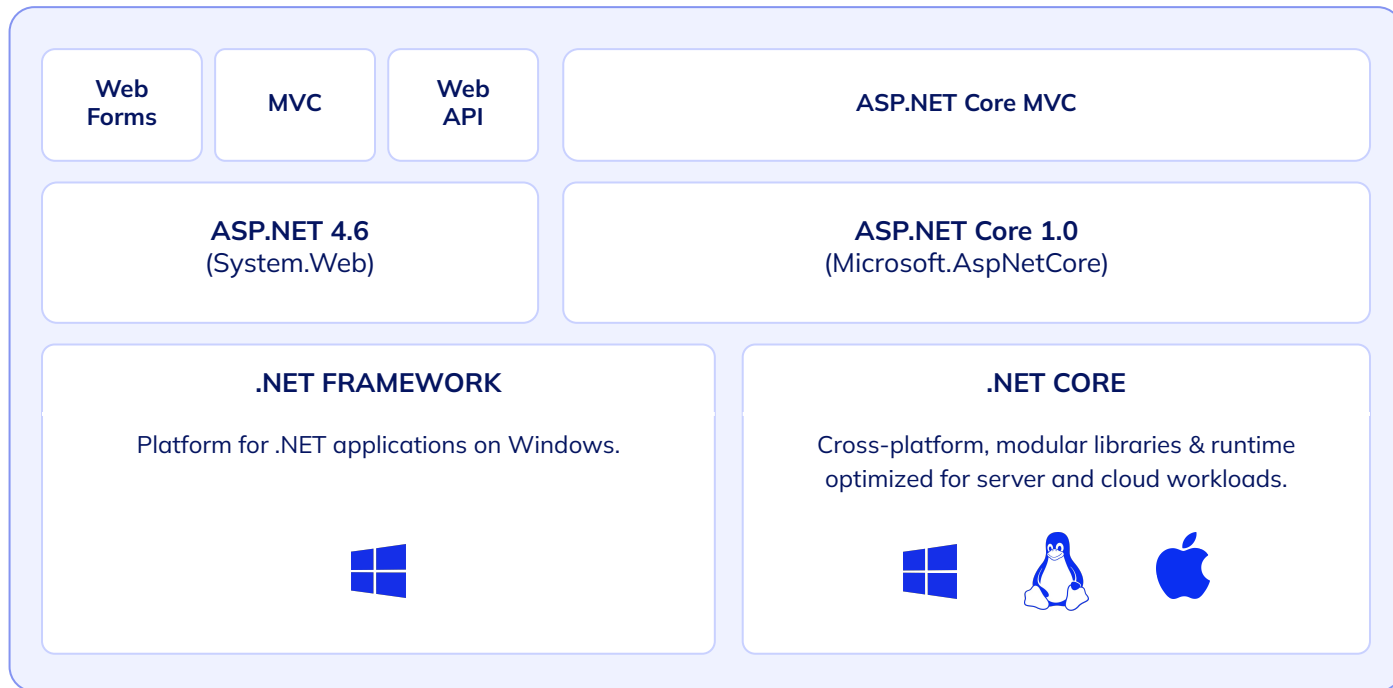 Web
Forms
MVC
Web
API
ASP.NET Core MVC
ASP.NET 4.6
(System.Web)
ASP.NET Core 1.0
(Microsoft.AspNetCore)
.NET FRAMEWORK
Platform for .NET applications on Windows.
.NET CORE
Cross-platform, modular libraries & runtime
optimized for server and cloud workloads.